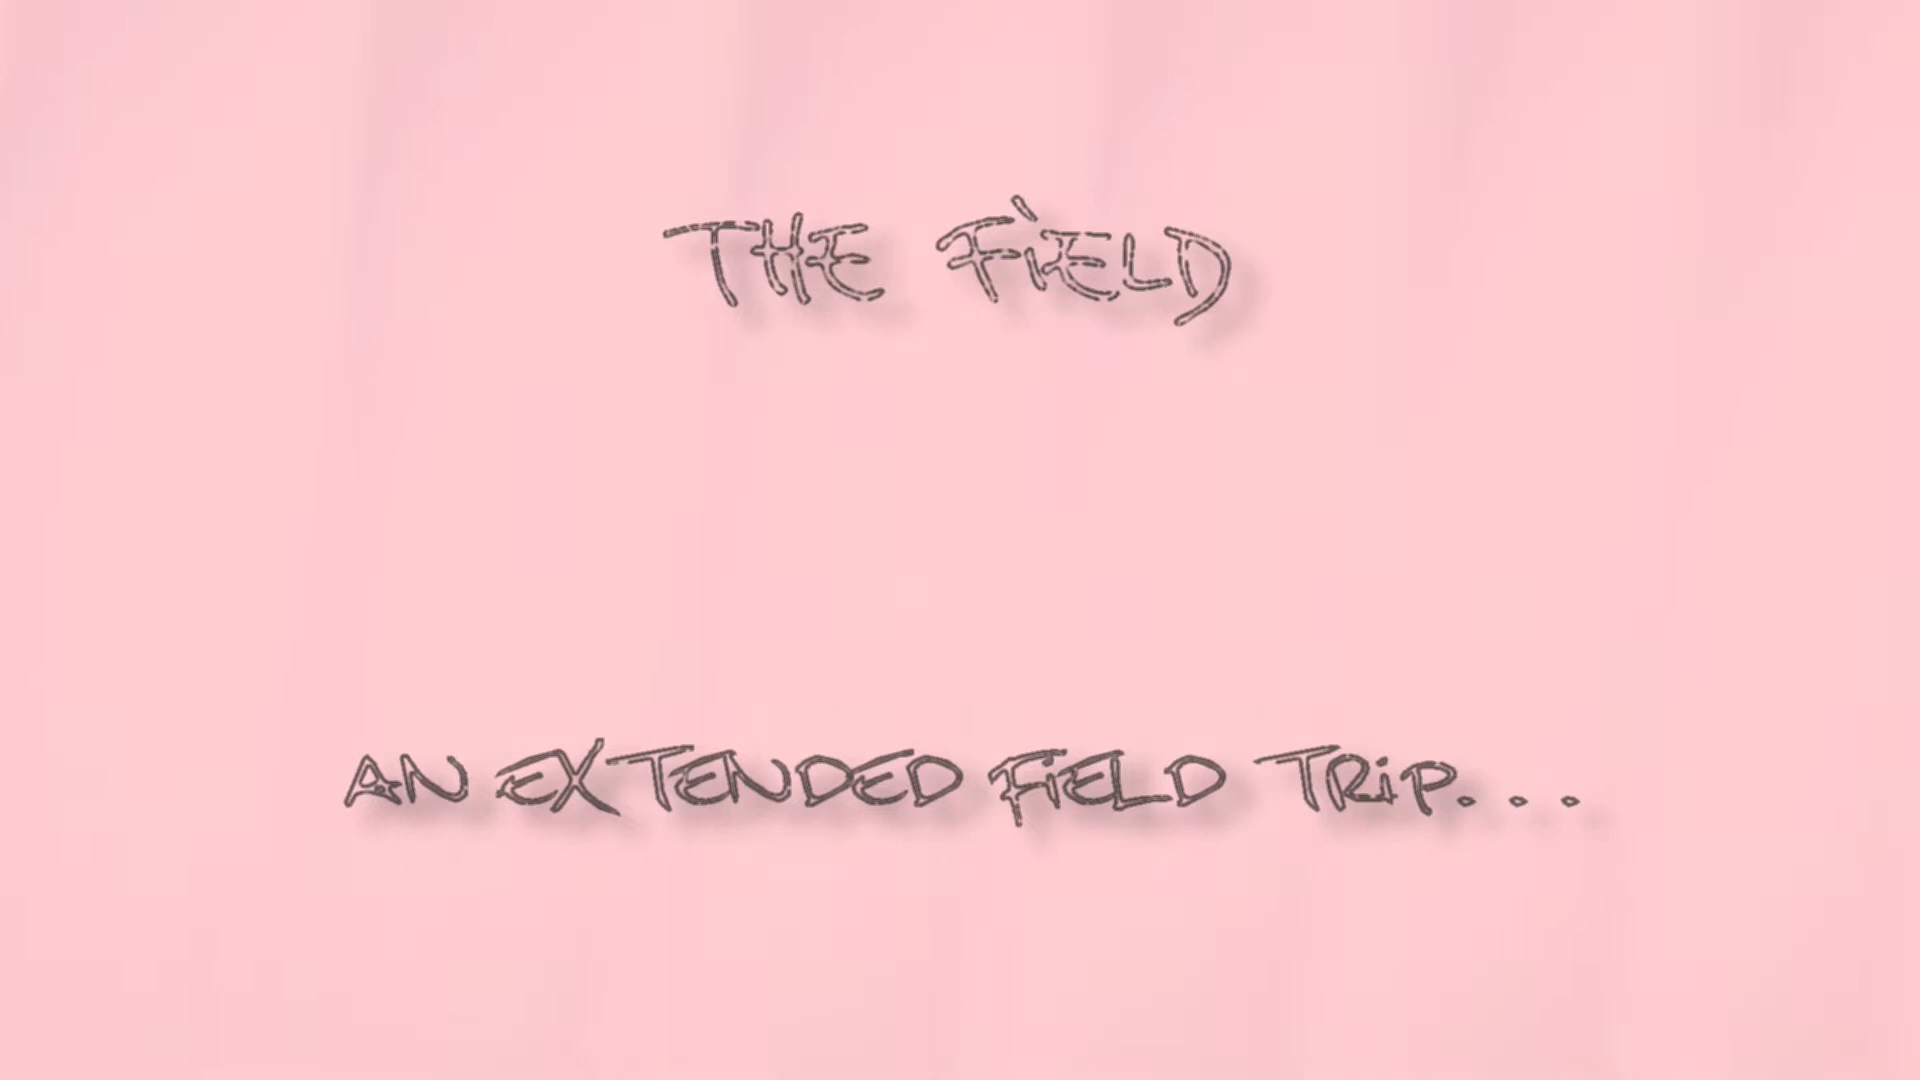 THE FiELD
AN EXTENDED FiELD TRiP. . .